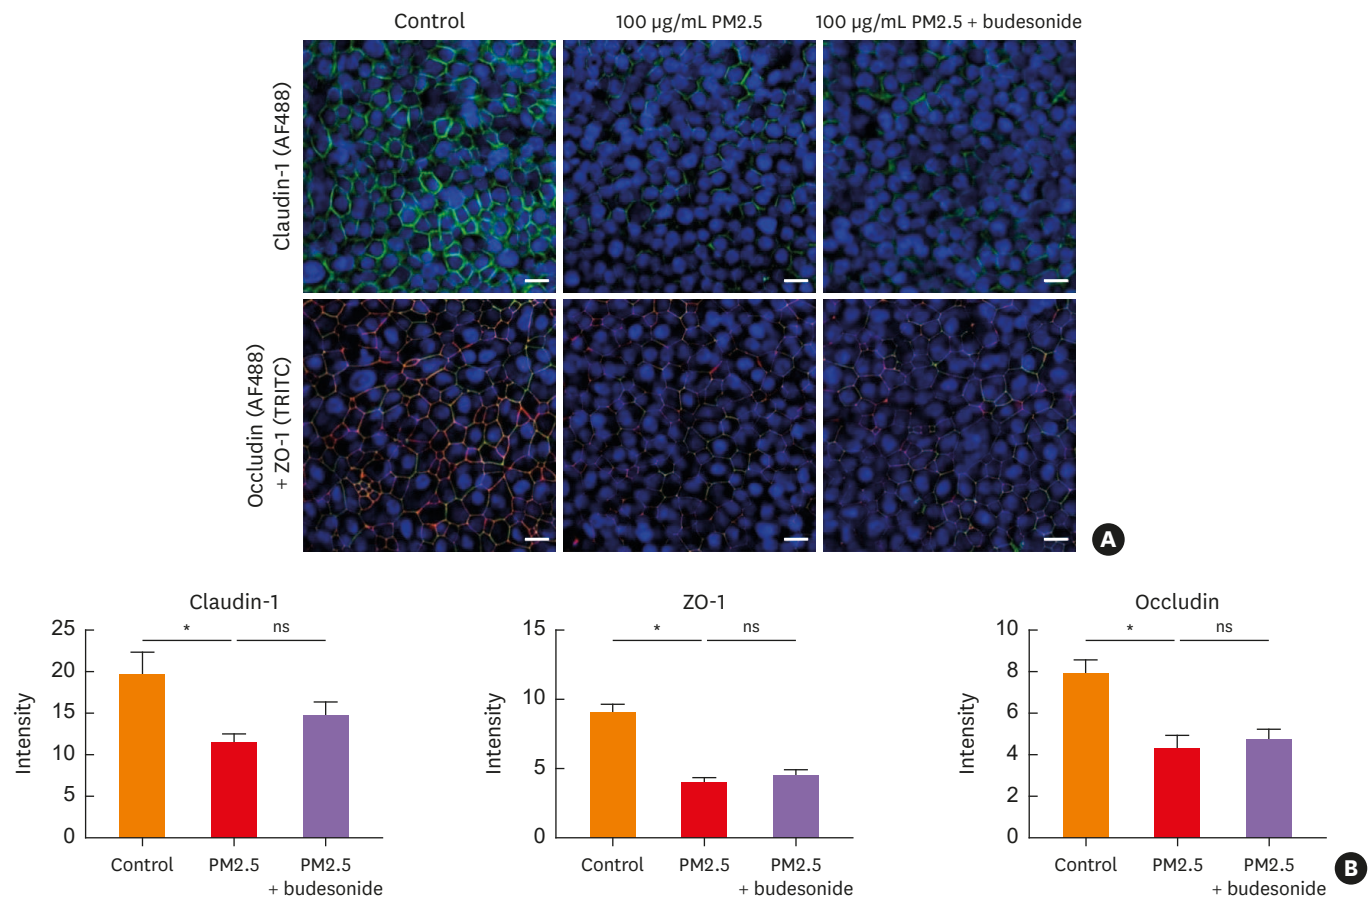 Control
100 µg/mL PM2.5
100 µg/mL PM2.5 + budesonide
Claudin-1 (AF488)
Occludin (AF488)
+ ZO-1 (TRITC)
A
Claudin-1
Intensity
25
20
15
10
5
0
*
ns
Control
PM2.5
PM2.5
+ budesonide
ZO-1
Intensity
15
10
5
0
*
ns
Control
PM2.5
PM2.5
+ budesonide
Occludin
Intensity
10
8
6
4
2
0
*
ns
Control
PM2.5
PM2.5
+ budesonide
B